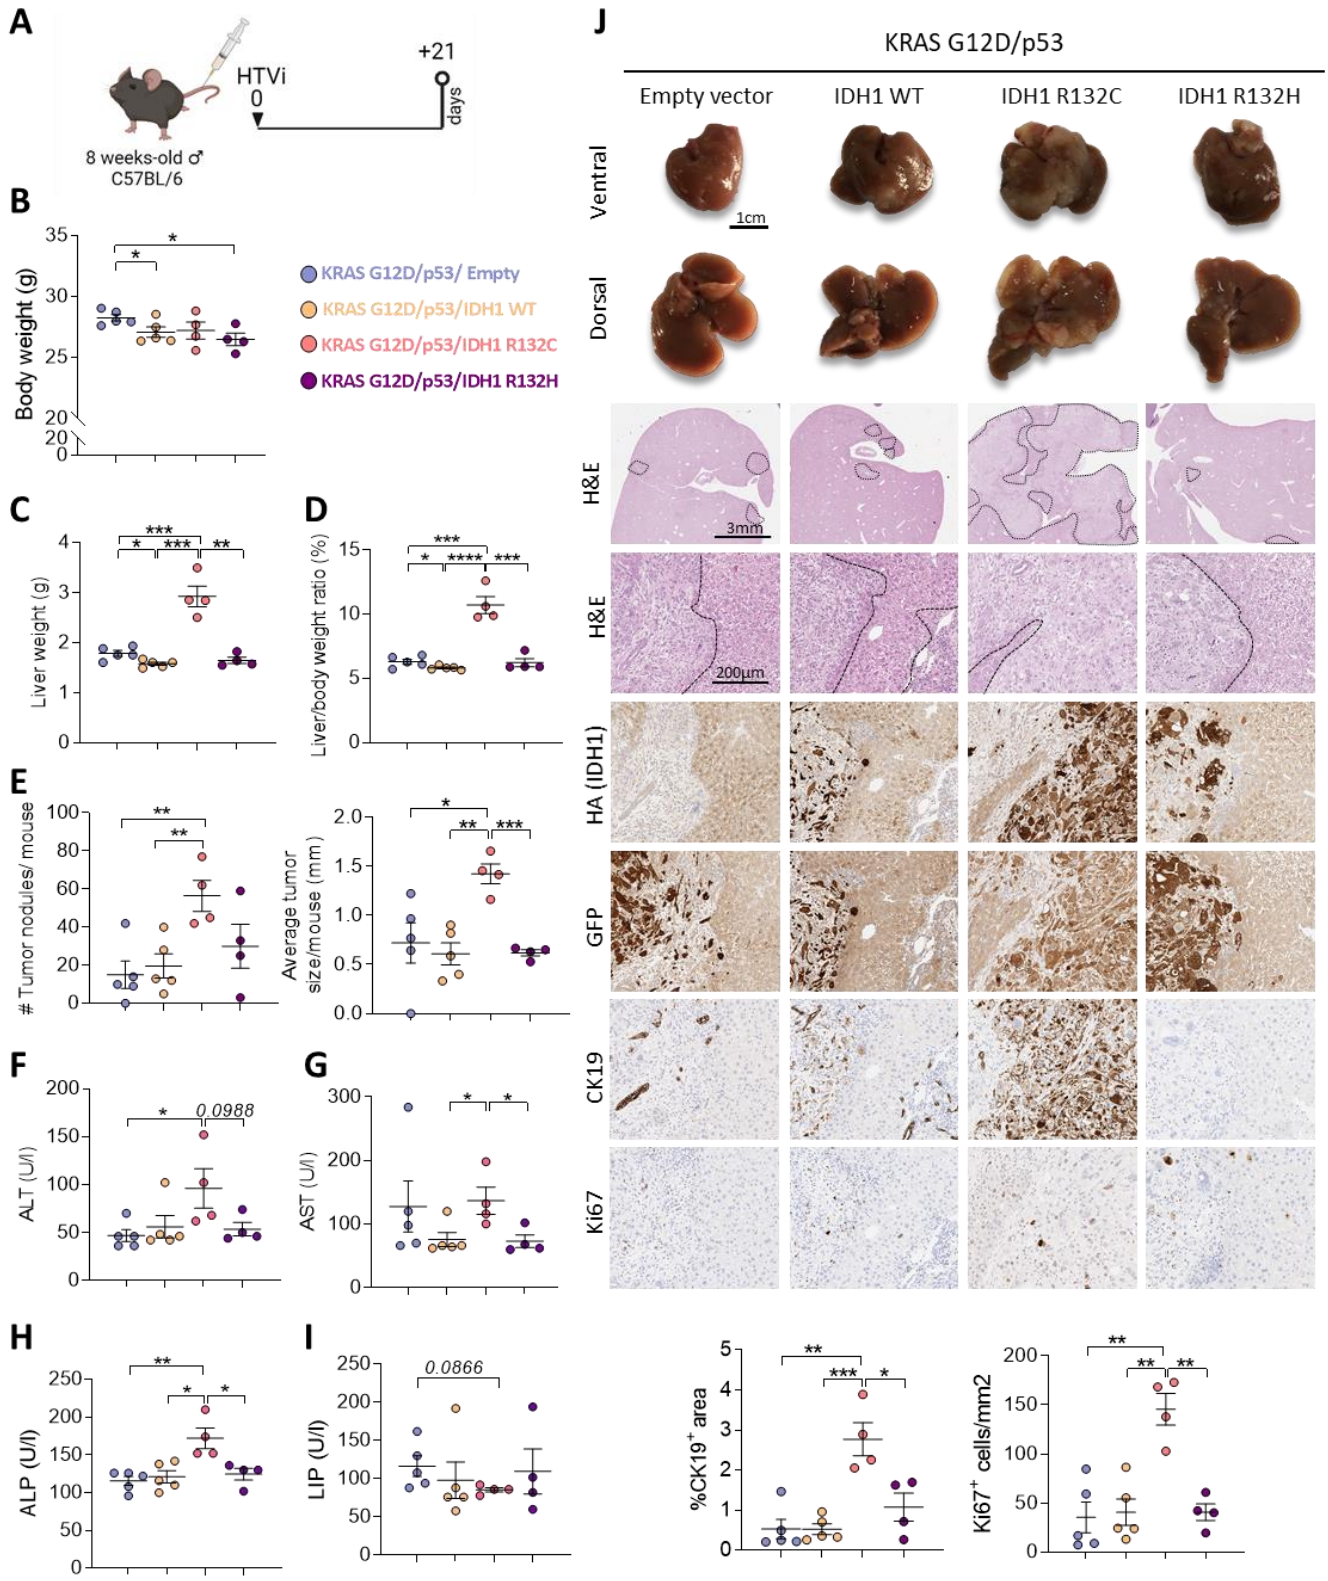 A
HTVi
0
+21
days
8 weeks-old ♂
C57BL/6
B
Body weight (g)
35
30
25
20
20
0
*
*
KRAS G12D/p53/ Empty
KRAS G12D/p53/IDH1 WT
KRAS G12D/p53/IDH1 R132C
KRAS G12D/p53/IDH1 R132H
C
Liver weight (g)
4
3
2
1
0
***
* *** **
D
Liver/body weight ratio (%)
15
10
5
0
***
* **** ***
E
# Tumor nodules/ mouse
100
80
60
40
20
0
**
**
Average tumor
size/mouse (mm)
2.0
1.5
1.0
0.5
0.0
*
** ***
F
ALT (U/l)
200
150
100
50
0
* 0.0988
G
AST (U/l)
300
200
100
0
* *
H
ALP (U/l)
250
200
150
100
50
0
**
* *
I
LIP (U/l)
250
200
150
100
50
0
0.0866
J
KRAS G12D/p53
Empty vector IDH1 WT IDH1 R132C IDH1 R132H
Ventral
1cm
Dorsal
H&E
3mm
H&E
200µm
HA (IDH1)
GFP
CK19
Ki67
%CK19+ area
5
4
3
2
1
0
**
*** *
Ki67+ cells/mm2
200
150
100
50
0
**
** **